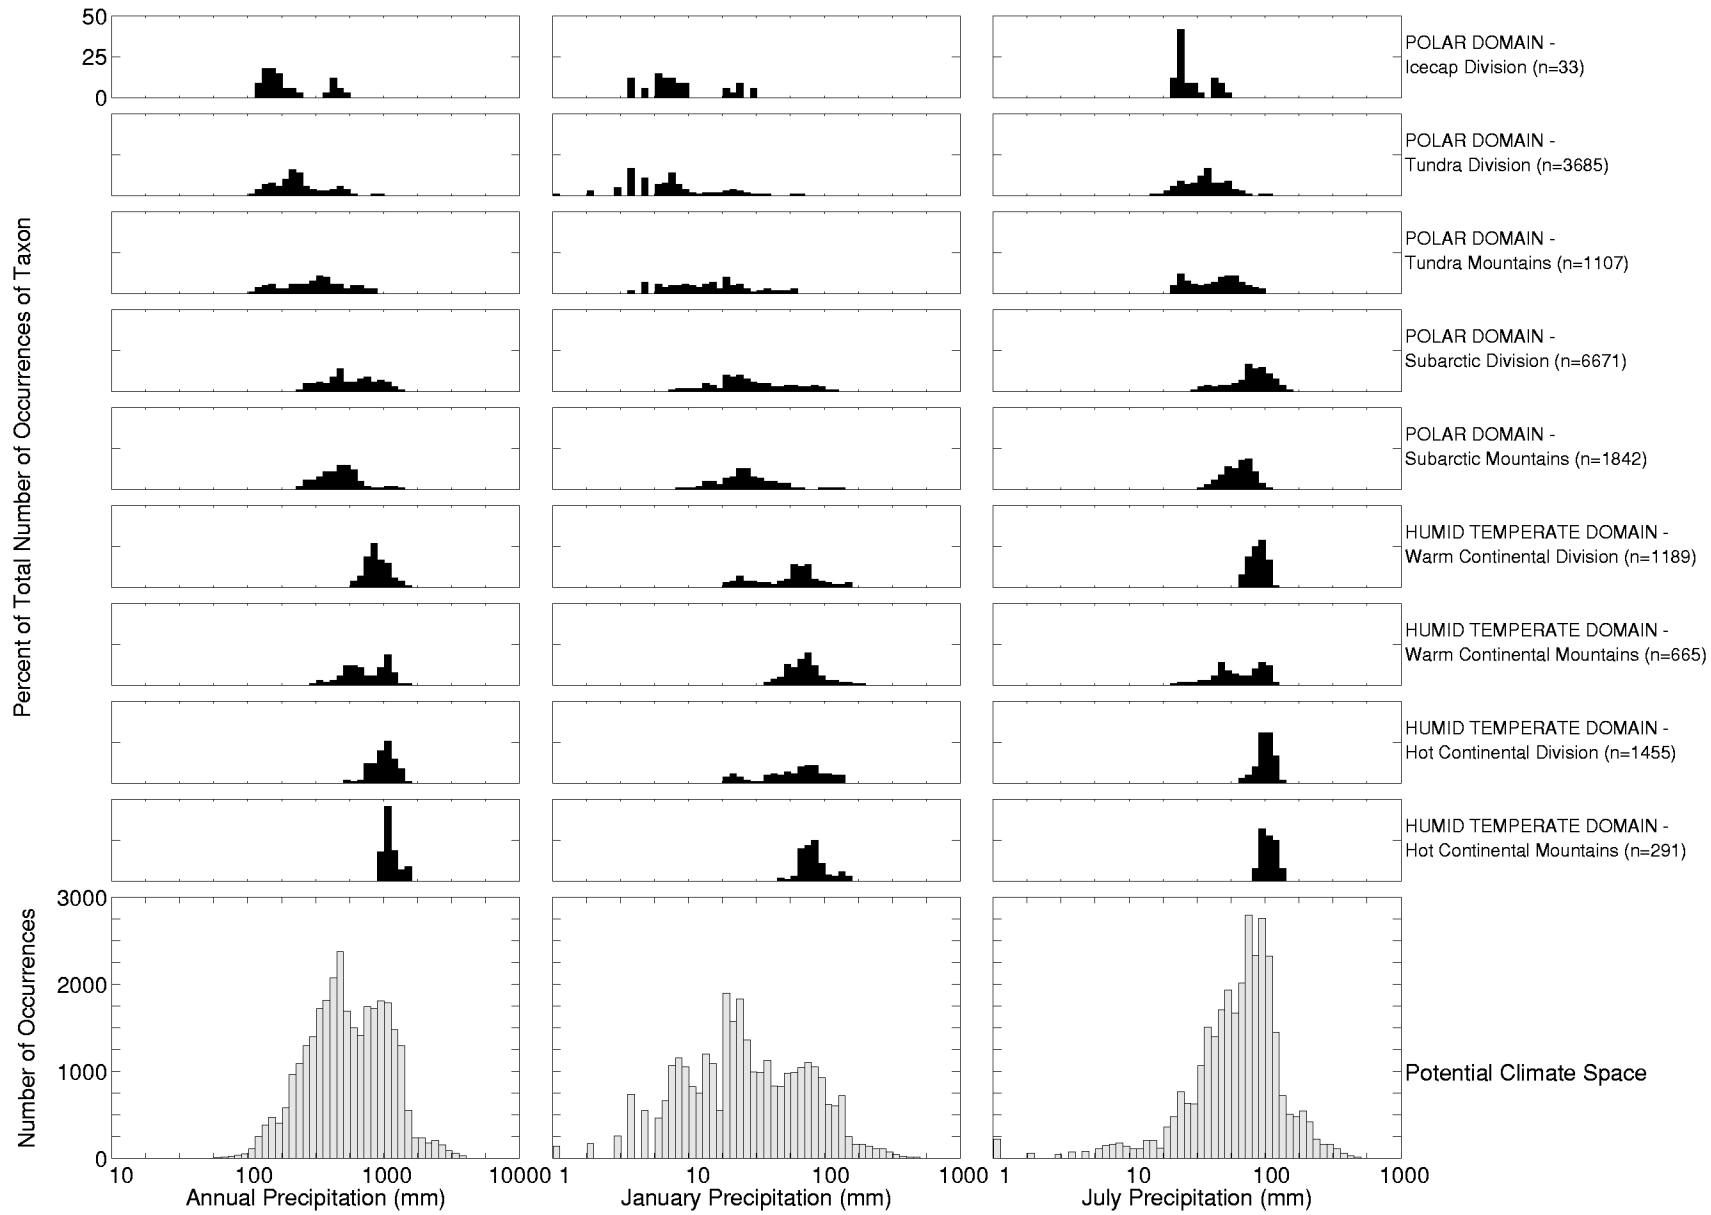 50
25
0
POLAR DOMAIN -
Icecap Division (n=33)
POLAR DOMAIN -
Tundra Division (n=3685)
POLAR DOMAIN -
Tundra Mountains (n=1107)
POLAR DOMAIN -
Subarctic Division (n=6671)
POLAR DOMAIN -
Subarctic Mountains (n=1842)
HUMID TEMPERATE DOMAIN -
Warm Continental Division (n=1189)
HUMID TEMPERATE DOMAIN -
Warm Continental Mountains (n=665)
HUMID TEMPERATE DOMAIN -
Hot Continental Division (n=1455)
HUMID TEMPERATE DOMAIN -
Hot Continental Mountains (n=291)
Percent of Total Number of Occurrences of Taxon
3000
2000
1000
0
Number of Occurrences
Potential Climate Space
10 100 1000 10000
1 10 100 1000
1 10 100 1000
Annual Precipitation (mm)
January Precipitation (mm)
July Precipitation (mm)